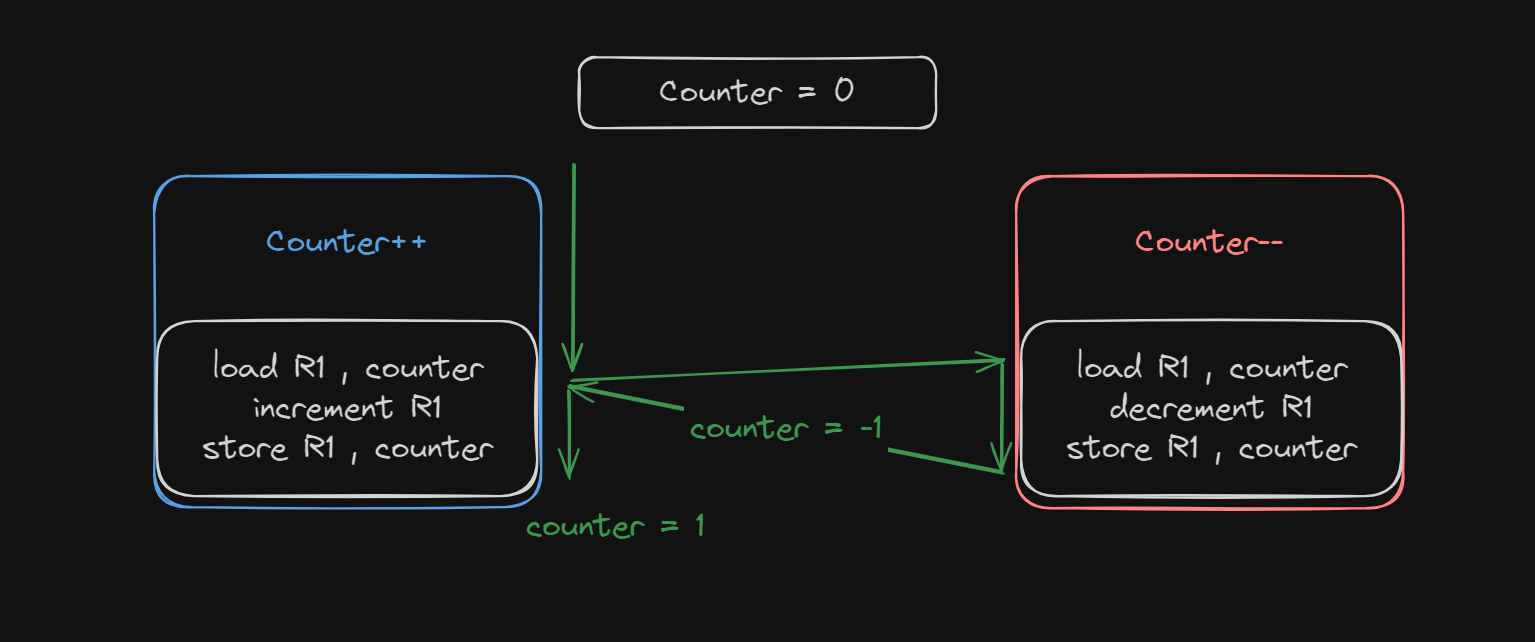 Counter = 0
Counter++
load R1 , counter
increment R1
store R1 , counter
counter = -1
counter = 1
Counter--
load R1 , counter
decrement R1
store R1 , counter